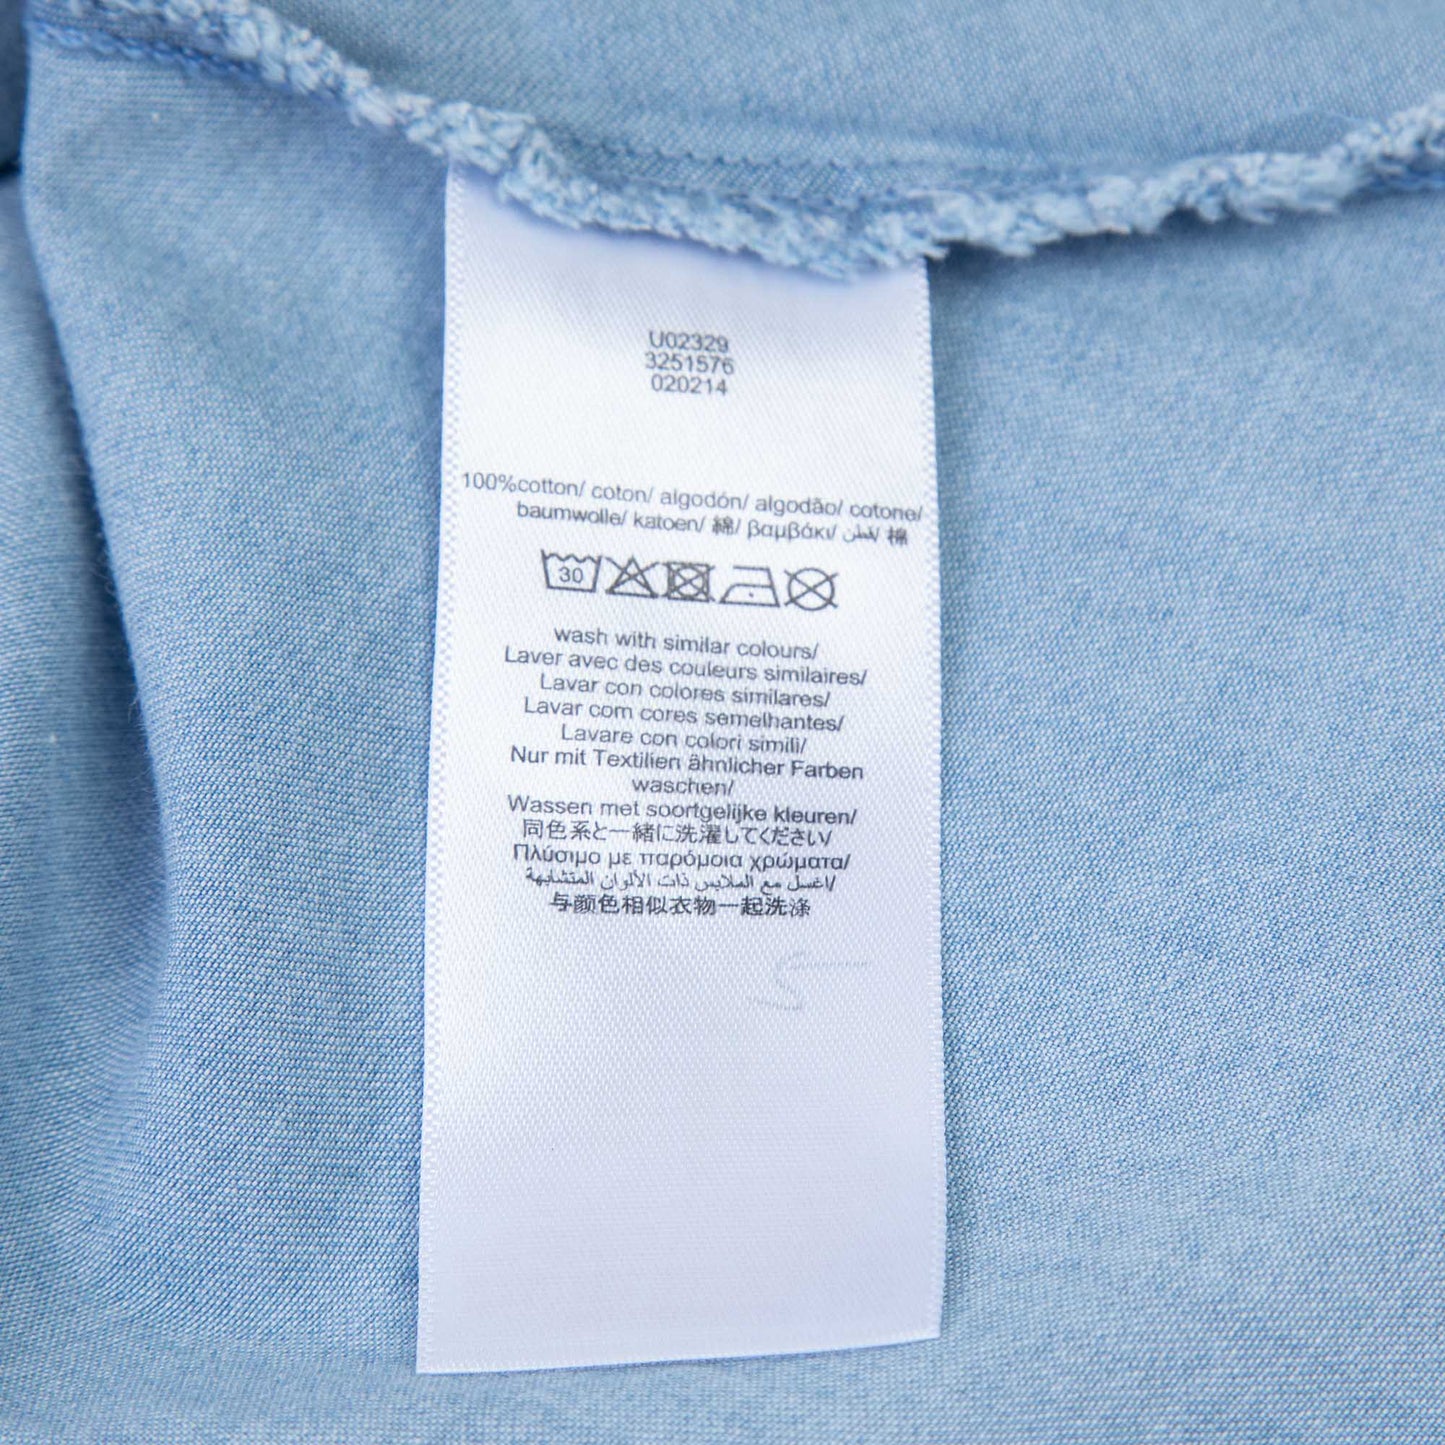 U02329
3251576
020214
100%cotton/ coton/ algodón/ algodão/ cotone/
baumwolle/ katoen/ 綿/ βαμβάκι/ قطن/ 棉
30
wash with similar colours/
Laver avec des couleurs similaires/
Lavar con colores similares/
Lavar com cores semelhantes/
Lavare con colori simili/
Nur mit Textilien ähnlicher Farben
waschen/
Wassen met soortgelijke kleuren/
同色系と一緒に洗濯してください/
Πλύσιμο με παρόμοια χρώματα/
اغسل مع الملابس ذات الألوان المتشابهة/
与颜色相似衣物一起洗涤